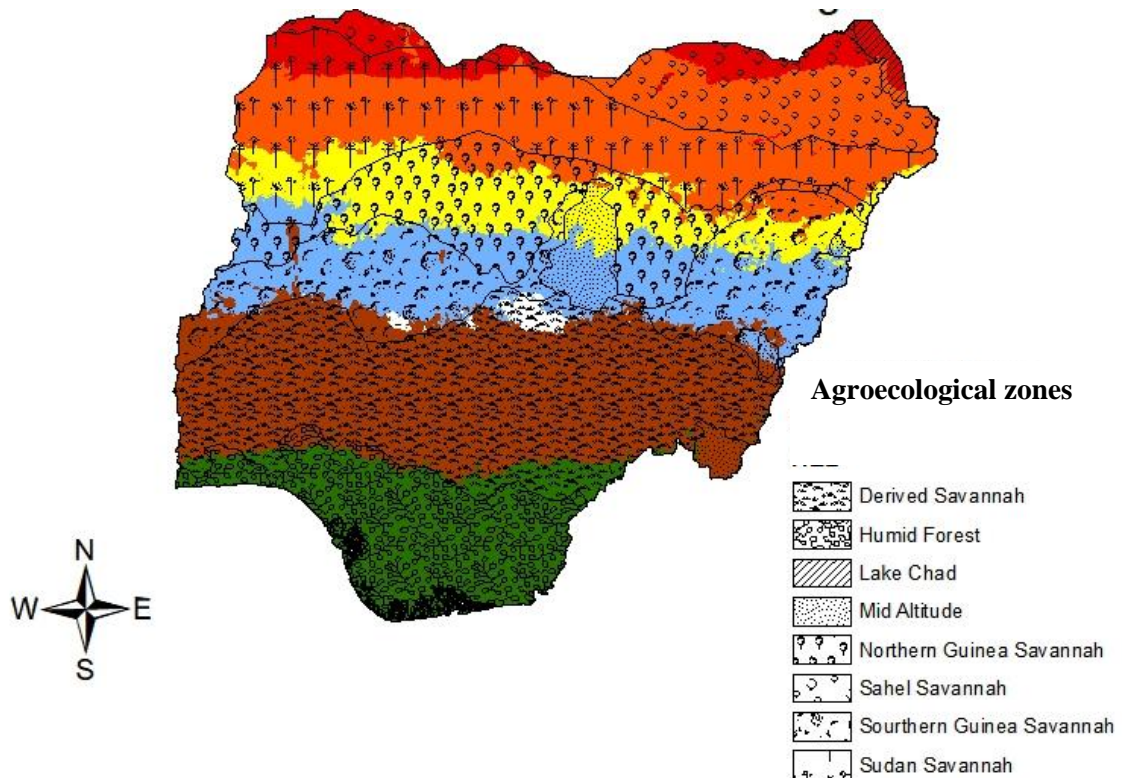 Agroecological zones
Derived Savannah
Humid Forest
Lake Chad
Mid Altitude
Northern Guinea Savannah
Sahel Savannah
Sourthern Guinea Savannah
Sudan Savannah
N
W E
S